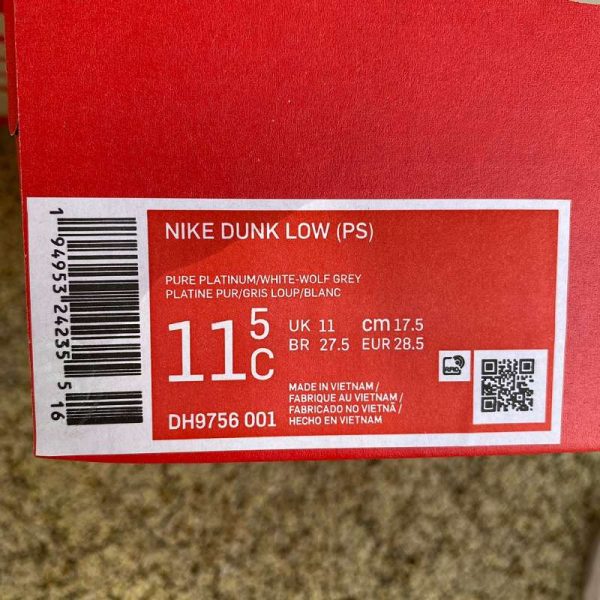 1 94953 24235 5 16
NIKE DUNK LOW (PS)
PURE PLATINUM/WHITE-WOLF GREY
PLATINE PUR/GRIS LOUP/BLANC
11 5 C
UK 11 cm 17.5
BR 27.5 EUR 28.5
MADE IN VIETNAM /
FABRIQUE AU VIETNAM /
FABRICADO NO VIETNÃ /
HECHO EN VIETNAM
DH9756 001